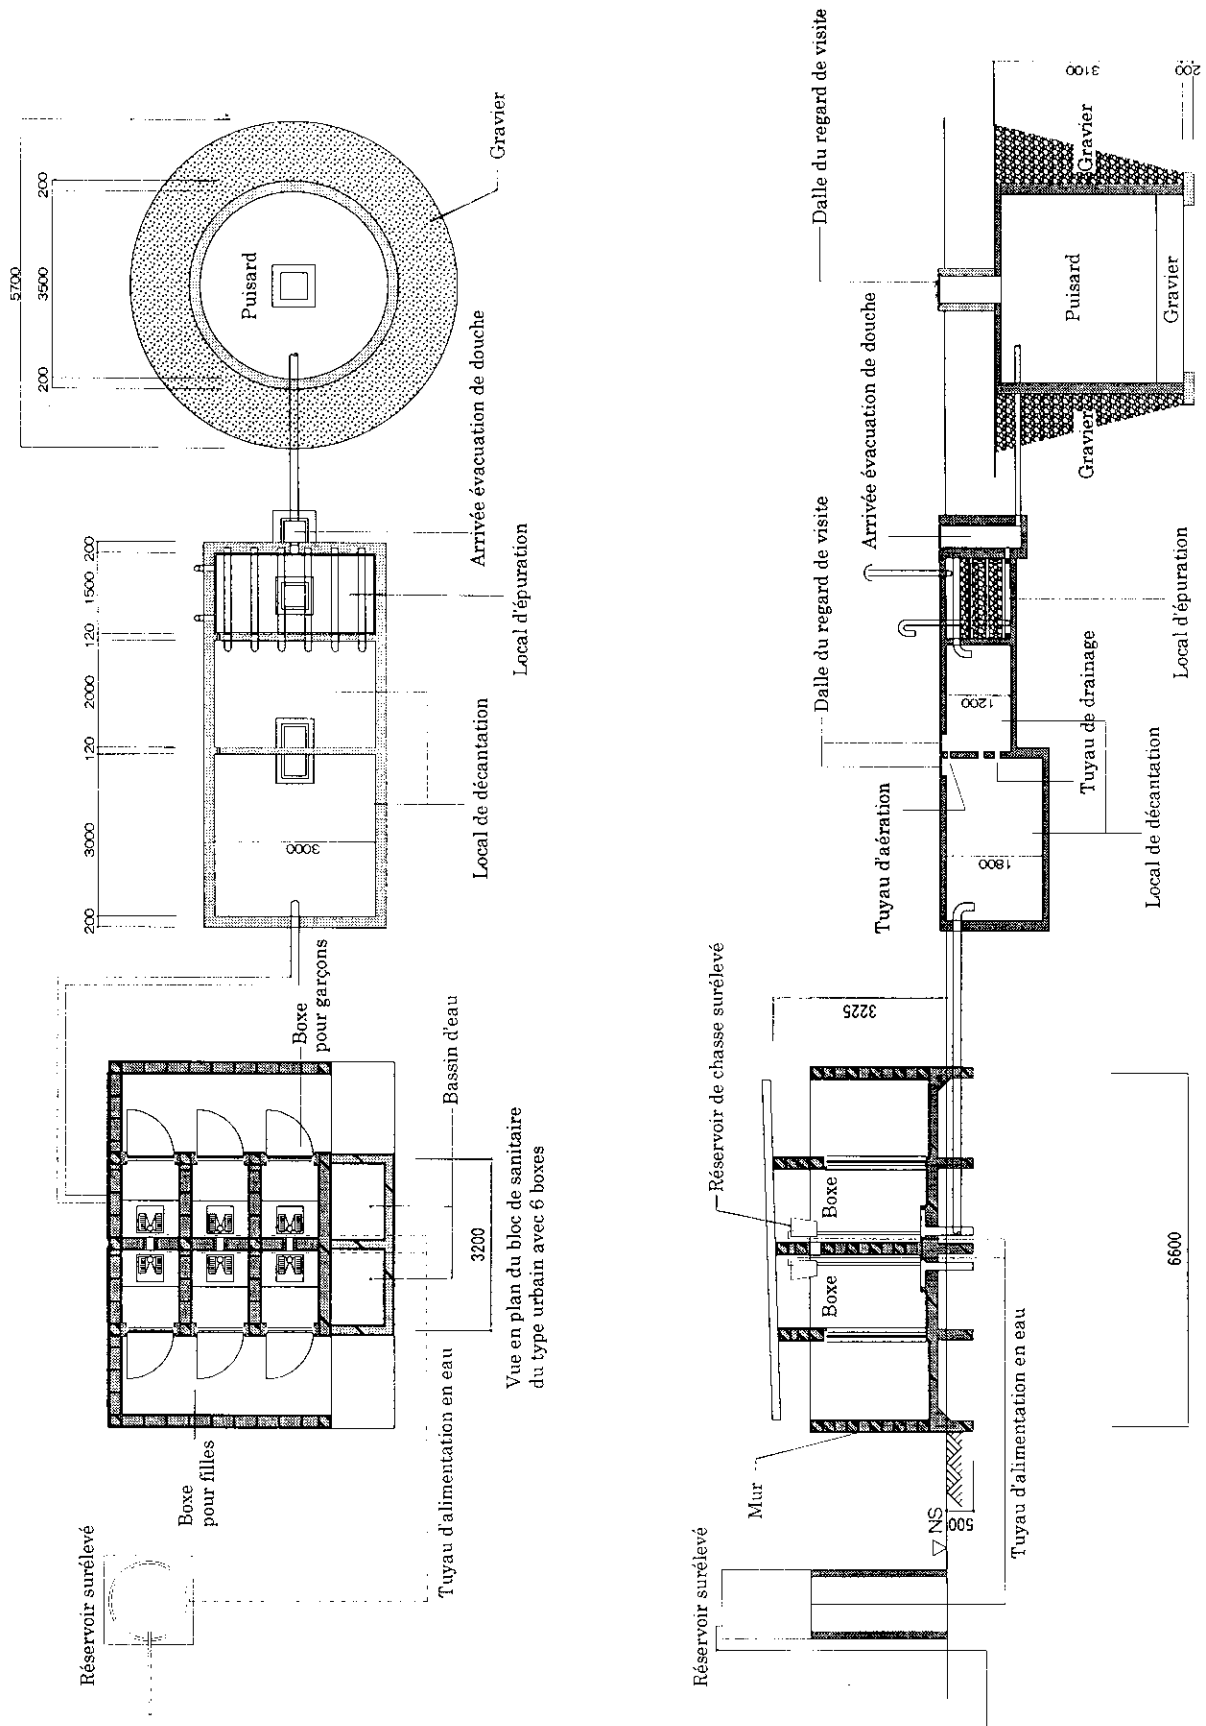 Réservoir surélevé
Boxe
pour filles
Tuyau d'alimentation en eau
Vue en plan du bloc de sanitaire
du type urbain avec 6 boxes
3200
Bassin d'eau
Boxe
pour garçons
200
3000
120
2000
120
1500
200
3000
Local de décantation
Local d'épuration
Arrivée évacuation de douche
5700
200
3500
200
Puisard
Gravier
Réservoir surélevé
NS
500
Mur
Tuyau d'alimentation en eau
Boxe
Boxe
Réservoir de chasse surélevé
3225
6600
Tuyau d'aération
1800
1200
Dalle du regard de visite
Tuyau de drainage
Local de décantation
Local d'épuration
Arrivée évacuation de douche
Dalle du regard de visite
Gravier
Puisard
Gravier
Gravier
3100
200